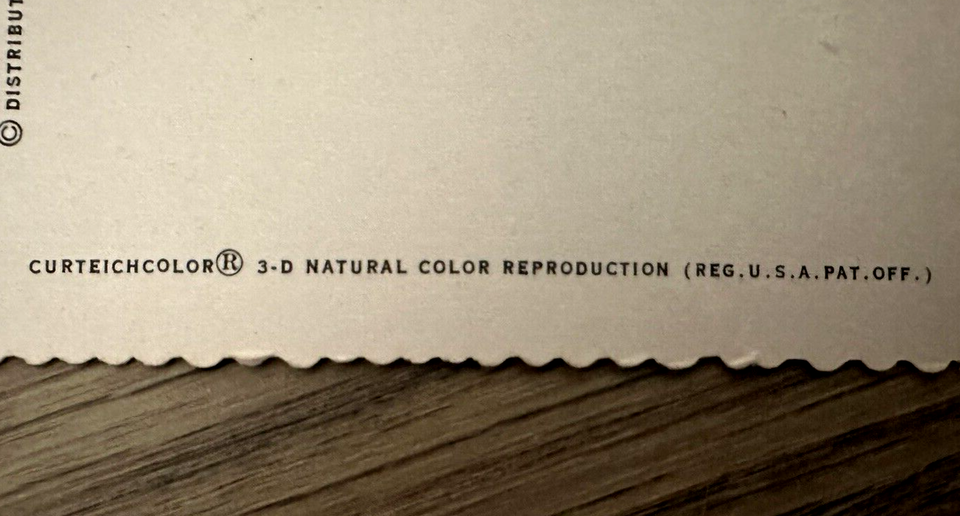 © DISTRIBUT
CURTEICHCOLOR® 3-D NATURAL COLOR REPRODUCTION (REG.U.S.A.PAT.OFF.)